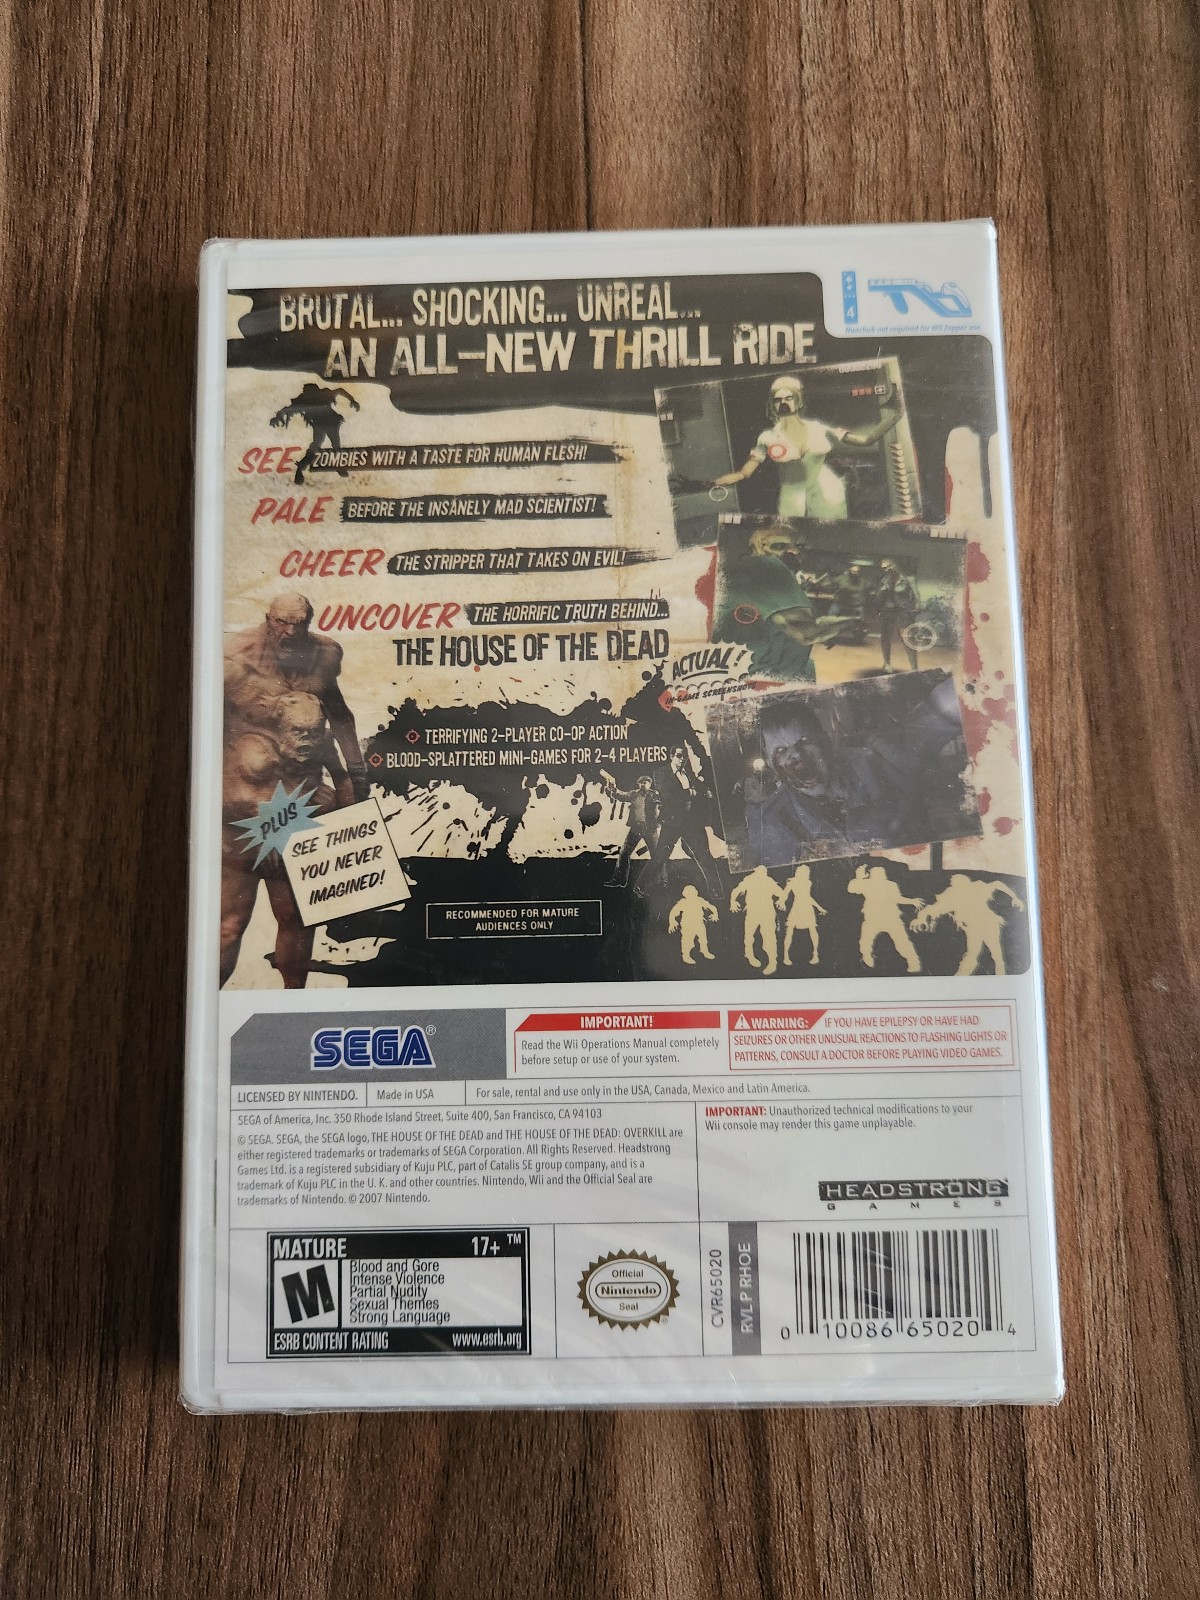 BRUTAL... SHOCKING... UNREAL...
AN ALL-NEW THRILL RIDE
4
Nunchuk not required for Wii Zapper use.
SEE ZOMBIES WITH A TASTE FOR HUMAN FLESH!
PALE BEFORE THE INSANELY MAD SCIENTIST!
CHEER THE STRIPPER THAT TAKES ON EVIL!
UNCOVER THE HORRIFIC TRUTH BEHIND...
THE HOUSE OF THE DEAD
ACTUAL!
IN-GAME SCREENSHOTS
TERRIFYING 2-PLAYER CO-OP ACTION
BLOOD-SPLATTERED MINI-GAMES FOR 2-4 PLAYERS
PLUS
SEE THINGS
YOU NEVER
IMAGINED!
RECOMMENDED FOR MATURE
AUDIENCES ONLY
SEGA®
IMPORTANT!
Read the Wii Operations Manual completely
before setup or use of your system.
WARNING: IF YOU HAVE EPILEPSY OR HAVE HAD
SEIZURES OR OTHER UNUSUAL REACTIONS TO FLASHING LIGHTS OR
PATTERNS, CONSULT A DOCTOR BEFORE PLAYING VIDEO GAMES.
LICENSED BY NINTENDO.
Made in USA
For sale, rental and use only in the USA, Canada, Mexico and Latin America.
SEGA of America, Inc. 350 Rhode Island Street, Suite 400, San Francisco, CA 94103
© SEGA. SEGA, the SEGA logo, THE HOUSE OF THE DEAD and THE HOUSE OF THE DEAD: OVERKILL are
either registered trademarks or trademarks of SEGA Corporation. All Rights Reserved. Headstrong
Games Ltd. is a registered subsidiary of Kuju PLC, part of Catalis SE group company, and is a
trademark of Kuju PLC in the U. K. and other countries. Nintendo, Wii and the Official Seal are
trademarks of Nintendo. © 2007 Nintendo.
IMPORTANT: Unauthorized technical modifications to your
Wii console may render this game unplayable.
HEADSTRONG
GAMES
MATURE 17+ ™
M
Blood and Gore
Intense Violence
Partial Nudity
Sexual Themes
Strong Language
ESRB CONTENT RATING www.esrb.org
Official
Nintendo
Seal
CVR65020
RVL P RHOE
0 10086 65020 4